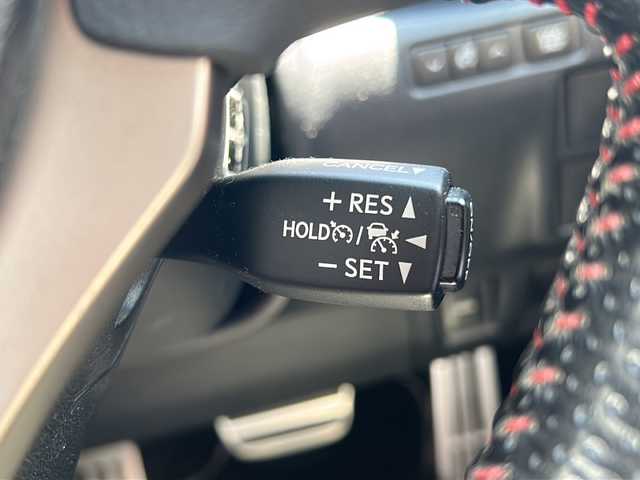 CANCEL▼
+ RES ▲
HOLD / ◀
− SET ▼